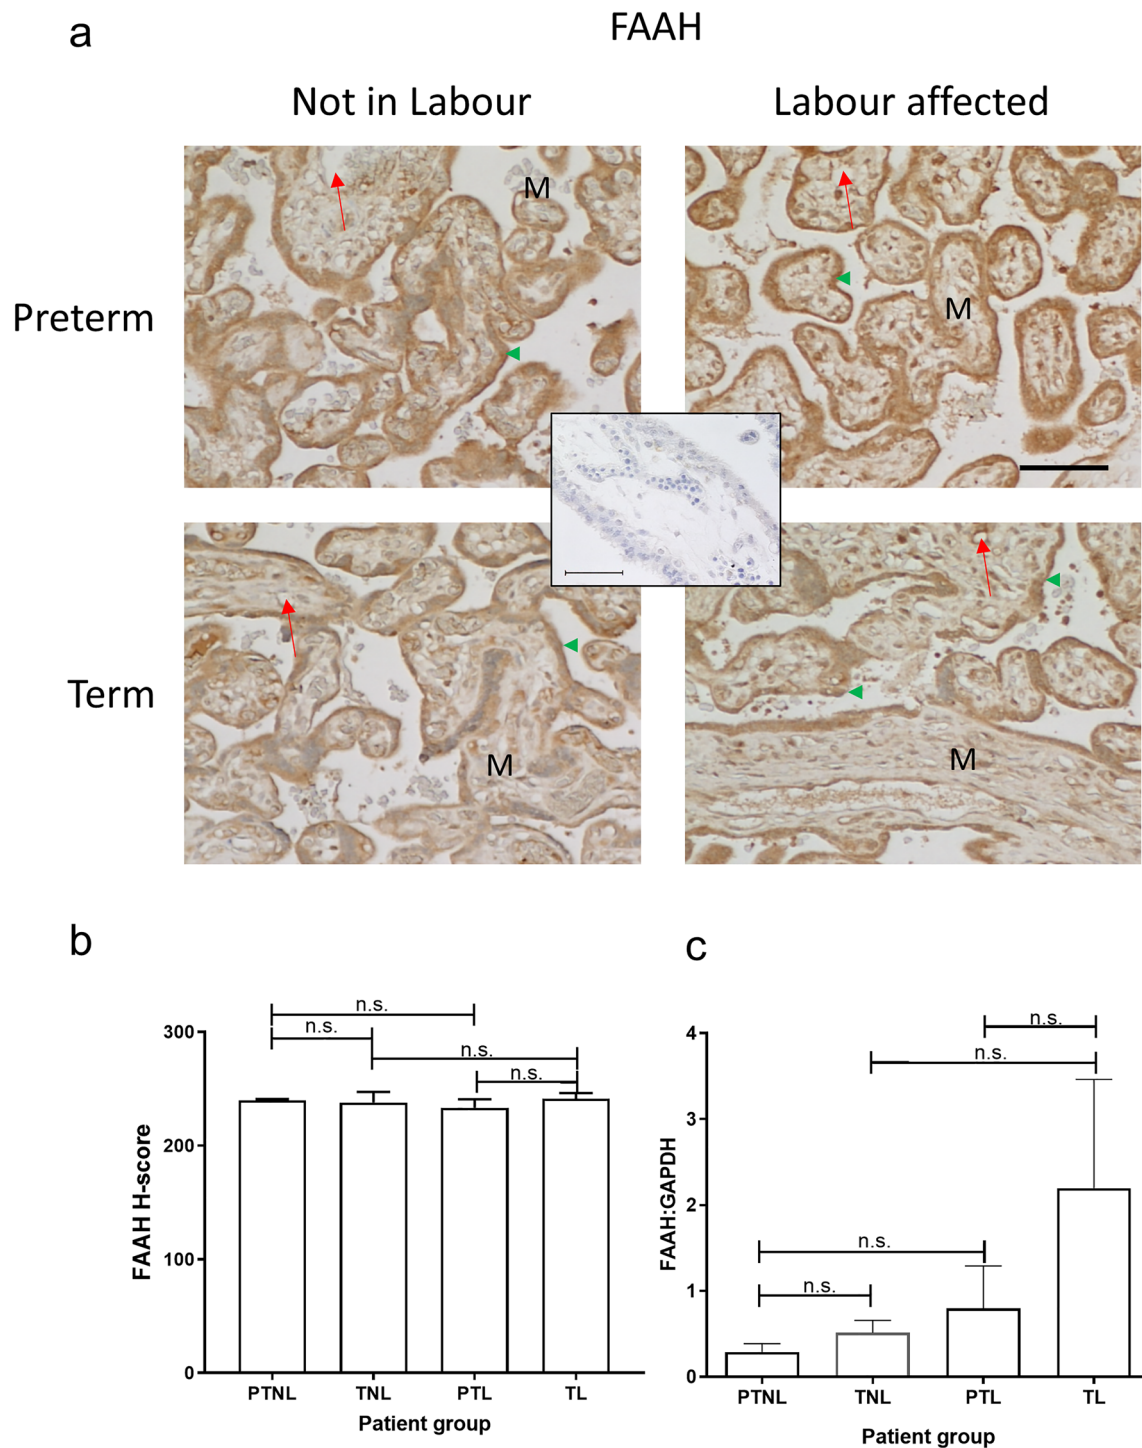 a
FAAH
Not in Labour
Labour affected
Preterm
M
M
Term
M
M
b
c
n.s.
n.s.
n.s.
n.s.
300
200
100
0
FAAH H-score
PTNL TNL PTL TL
Patient group
n.s.
n.s.
n.s.
n.s.
4
3
2
1
0
FAAH:GAPDH
PTNL TNL PTL TL
Patient group